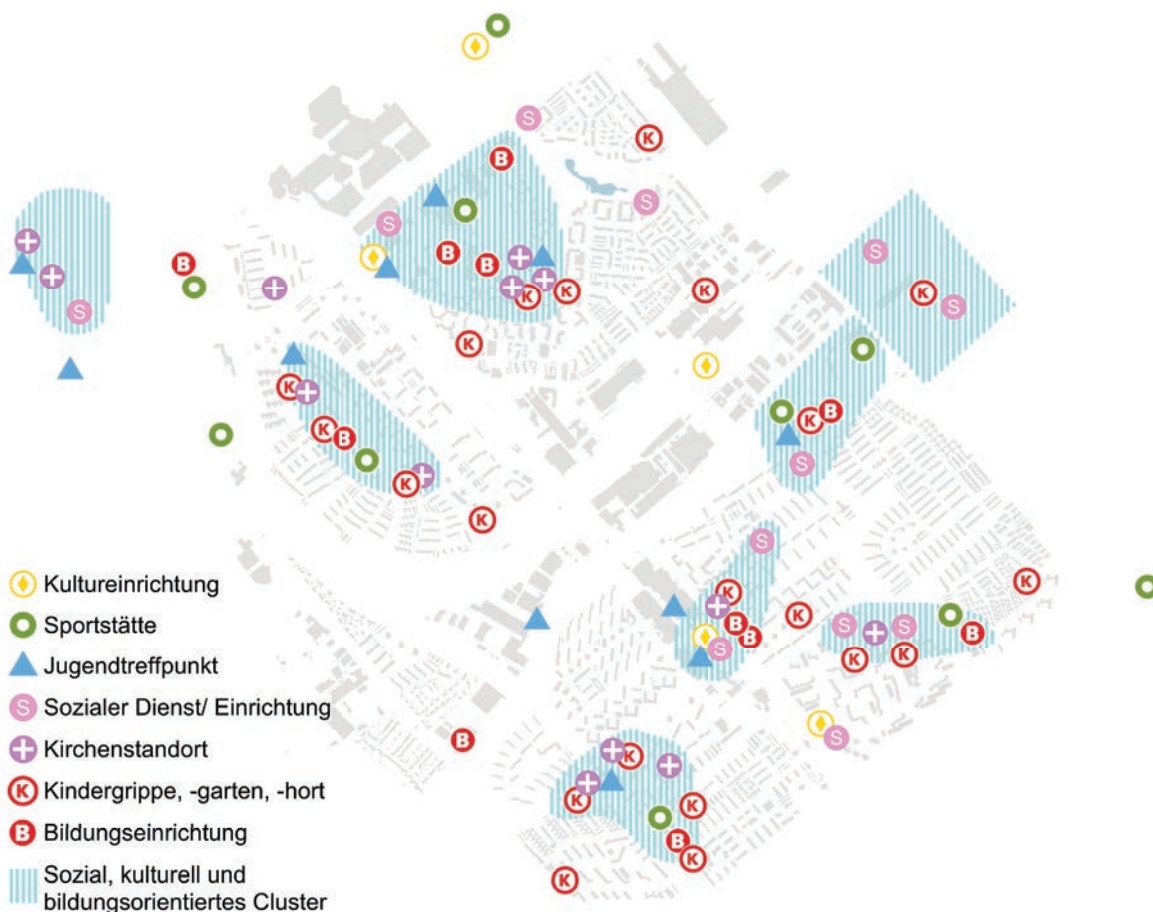 S
K
B
S
S
S
B
B
B
K
K
K
K
S
S
K
K
B
K
K
B
S
K
K
S
K
K
K
B
S
S
B
B
S
K
K
S
B
K
K
K
B
K
K
Kultureinrichtung
Sportstätte
Jugendtreffpunkt
S Sozialer Dienst/ Einrichtung
Kirchenstandort
K Kindergrippe, -garten, -hort
B Bildungseinrichtung
Sozial, kulturell und
bildungsorientiertes Cluster